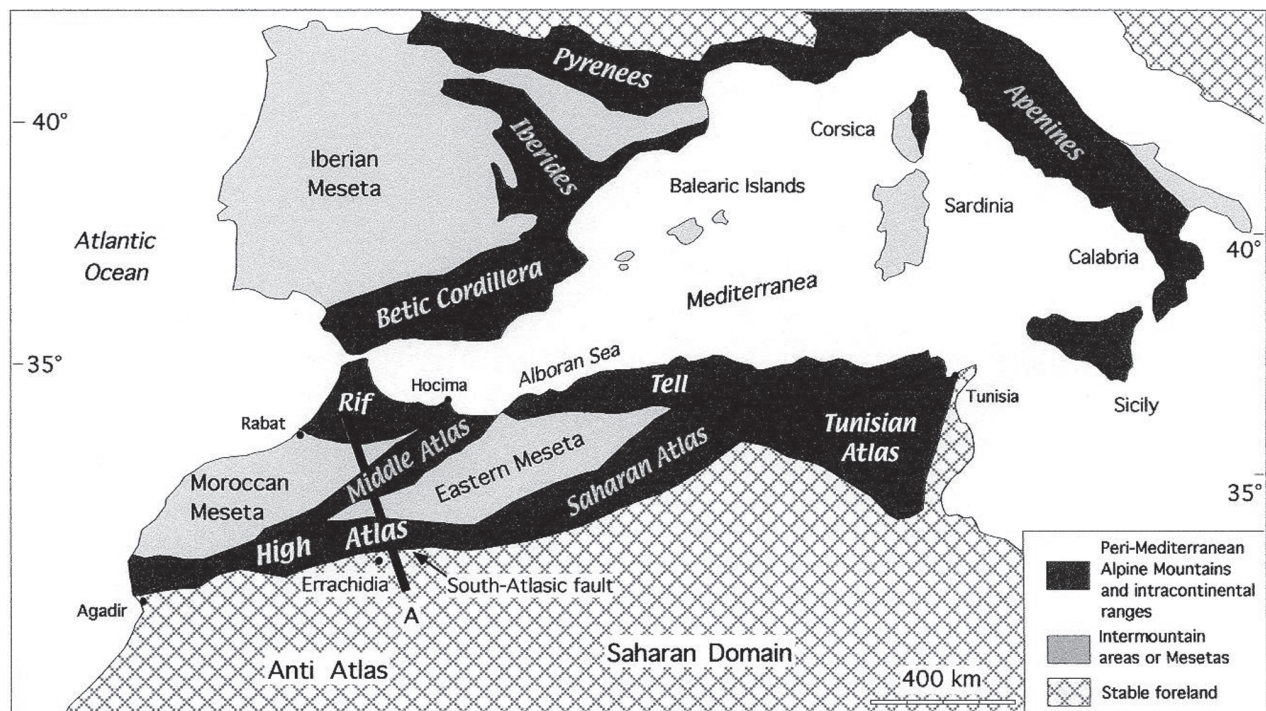 Pyrenees
40°
Iberides
Corsica
Apenines
Iberian
Meseta
Balearic Islands
Sardinia
Atlantic
Ocean
40°
Calabria
Betic Cordillera
Mediterranea
35°
Alboran Sea
Hocima
Tell
Rif
Tunisia
Sicily
Rabat
Tunisian
Atlas
Middle Atlas
Eastern Meseta
Saharan Atlas
Moroccan
Meseta
35°
High Atlas
Errachidia
South-Atlasic fault
Agadir
A
Anti Atlas
Saharan Domain
400 km
Peri-Mediterranean
Alpine Mountains
and intracontinental
ranges
Intermountain
areas or Mesetas
Stable foreland